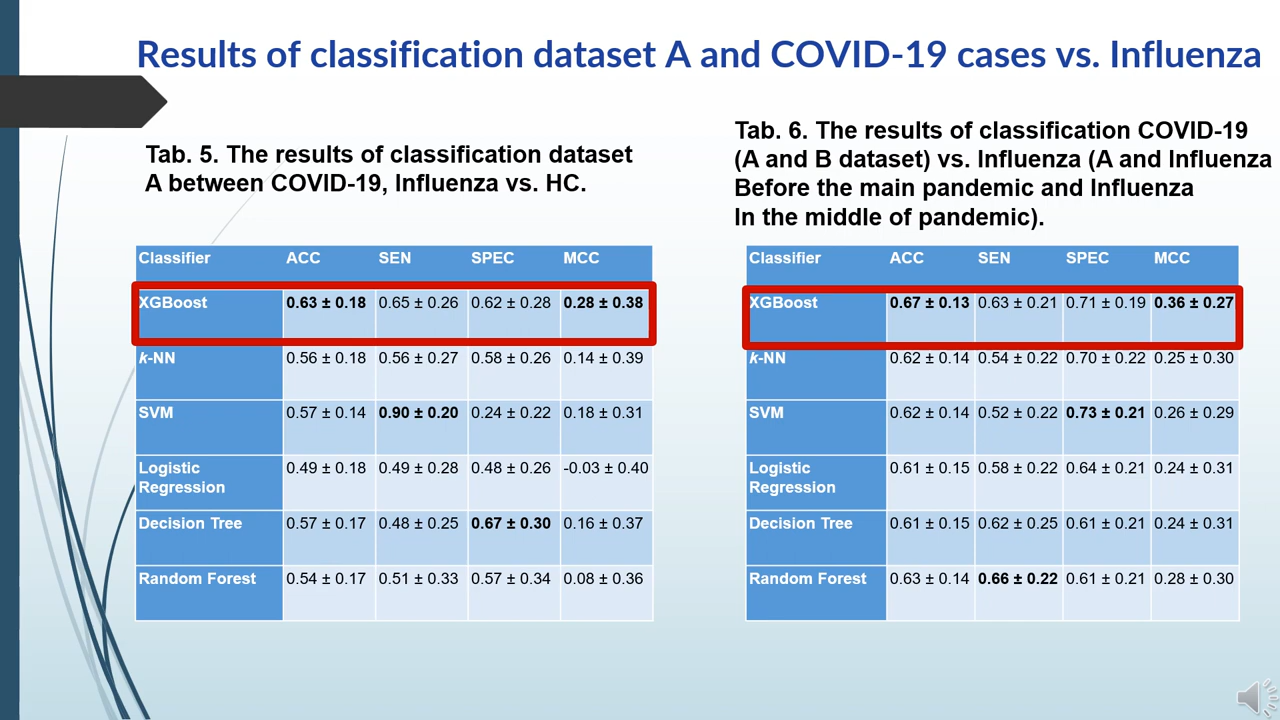 Results of classification dataset A and COVID-19 cases vs. Influenza
Tab. 5. The results of classification dataset
A between COVID-19, Influenza vs. HC.
Classifier ACC SEN SPEC MCC
XGBoost 0.63 ± 0.18 0.65 ± 0.26 0.62 ± 0.28 0.28 ± 0.38
k-NN 0.56 ± 0.18 0.56 ± 0.27 0.58 ± 0.26 0.14 ± 0.39
SVM 0.57 ± 0.14 0.90 ± 0.20 0.24 ± 0.22 0.18 ± 0.31
Logistic 0.49 ± 0.18 0.49 ± 0.28 0.48 ± 0.26 -0.03 ± 0.40
Regression
Decision Tree 0.57 ± 0.17 0.48 ± 0.25 0.67 ± 0.30 0.16 ± 0.37
Random Forest 0.54 ± 0.17 0.51 ± 0.33 0.57 ± 0.34 0.08 ± 0.36
Tab. 6. The results of classification COVID-19
(A and B dataset) vs. Influenza (A and Influenza
Before the main pandemic and Influenza
In the middle of pandemic).
Classifier ACC SEN SPEC MCC
XGBoost 0.67 ± 0.13 0.63 ± 0.21 0.71 ± 0.19 0.36 ± 0.27
k-NN 0.62 ± 0.14 0.54 ± 0.22 0.70 ± 0.22 0.25 ± 0.30
SVM 0.62 ± 0.14 0.52 ± 0.22 0.73 ± 0.21 0.26 ± 0.29
Logistic 0.61 ± 0.15 0.58 ± 0.22 0.64 ± 0.21 0.24 ± 0.31
Regression
Decision Tree 0.61 ± 0.15 0.62 ± 0.25 0.61 ± 0.21 0.24 ± 0.31
Random Forest 0.63 ± 0.14 0.66 ± 0.22 0.61 ± 0.21 0.28 ± 0.30